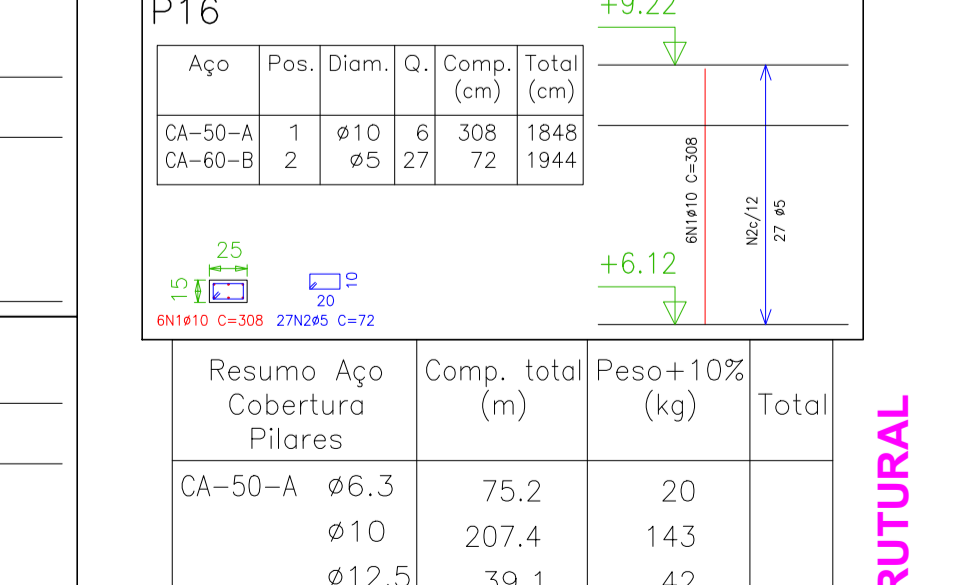 P16
Aço Pos. Diam. Q. Comp. (cm) Total (cm)
CA-50-A 1 ø10 6 308 1848
CA-60-B 2 ø5 27 72 1944
25
15
6N1ø10 C=308
20
10
27N2ø5 C=72
+9.22
6N1ø10 C=308
N2c/12
27 ø5
+6.12
Resumo Aço
Cobertura
Pilares
Comp. total
(m)
Peso+10%
(kg)
Total
CA-50-A ø6.3 75.2 20
ø10 207.4 143
ø12.5 39.1 42
RUTURAL